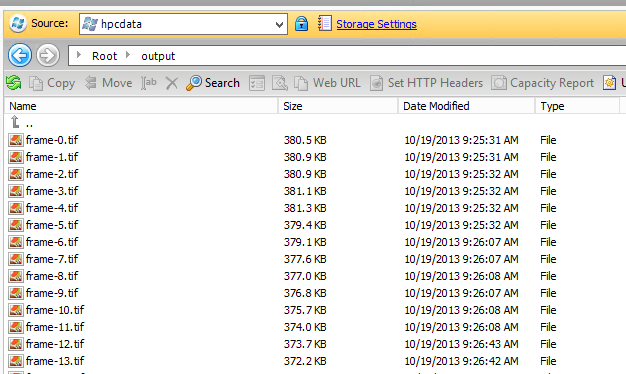 Source: hpcdata Storage Settings
Root output
Copy Move Search Web URL Set HTTP Headers Capacity Report U
Name Size Date Modified Type
..
frame-0.tif 380.5 KB 10/19/2013 9:25:31 AM File
frame-1.tif 380.9 KB 10/19/2013 9:25:31 AM File
frame-2.tif 380.9 KB 10/19/2013 9:25:32 AM File
frame-3.tif 381.1 KB 10/19/2013 9:25:32 AM File
frame-4.tif 381.3 KB 10/19/2013 9:25:32 AM File
frame-5.tif 379.4 KB 10/19/2013 9:25:32 AM File
frame-6.tif 379.1 KB 10/19/2013 9:26:07 AM File
frame-7.tif 377.6 KB 10/19/2013 9:26:07 AM File
frame-8.tif 377.0 KB 10/19/2013 9:26:08 AM File
frame-9.tif 376.8 KB 10/19/2013 9:26:07 AM File
frame-10.tif 375.7 KB 10/19/2013 9:26:08 AM File
frame-11.tif 374.0 KB 10/19/2013 9:26:08 AM File
frame-12.tif 373.7 KB 10/19/2013 9:26:43 AM File
frame-13.tif 372.2 KB 10/19/2013 9:26:42 AM File